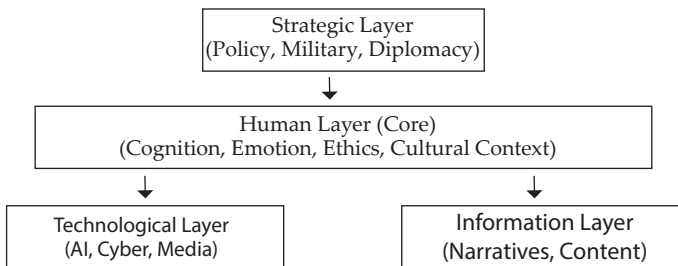 Strategic Layer
(Policy, Military, Diplomacy)
Human Layer (Core)
(Cognition, Emotion, Ethics, Cultural Context)
Technological Layer
(AI, Cyber, Media)
Information Layer
(Narratives, Content)